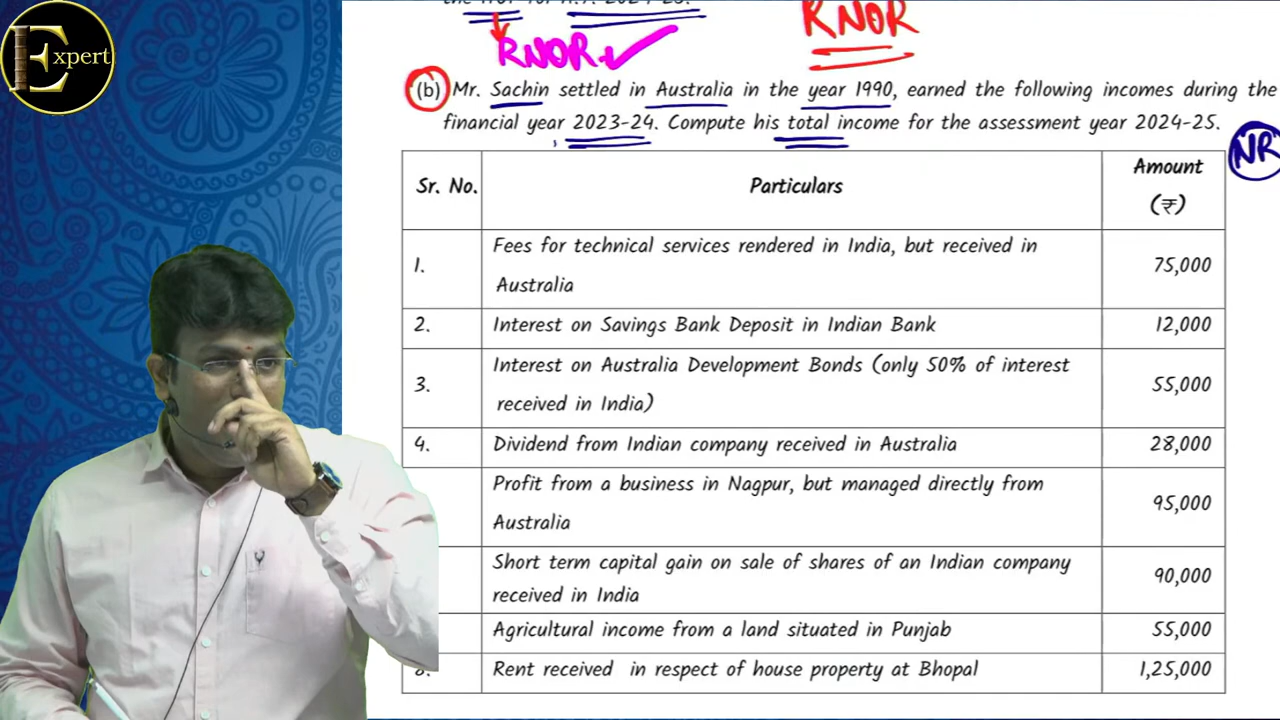 Expert
the ITOT for A.Y. 2024-25.
RNOR
RNOR
(b) Mr. Sachin settled in Australia in the year 1990, earned the following incomes during the
financial year 2023-24. Compute his total income for the assessment year 2024-25.
NR
Sr. No. Particulars Amount
(₹)
1. Fees for technical services rendered in India, but received in
Australia 75,000
2. Interest on Savings Bank Deposit in Indian Bank 12,000
3. Interest on Australia Development Bonds (only 50% of interest
received in India) 55,000
4. Dividend from Indian company received in Australia 28,000
Profit from a business in Nagpur, but managed directly from
Australia 95,000
Short term capital gain on sale of shares of an Indian company
received in India 90,000
Agricultural income from a land situated in Punjab 55,000
Rent received in respect of house property at Bhopal 1,25,000